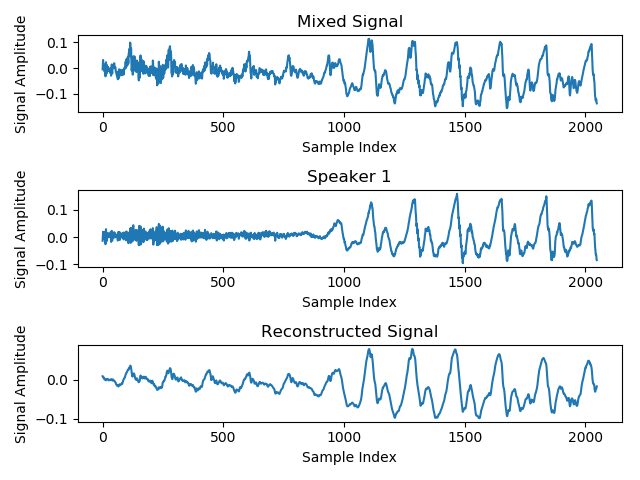 Mixed Signal
Signal Amplitude
0.1
0.0
−0.1
0 500 1000 1500 2000
Sample Index
Speaker 1
Signal Amplitude
0.1
0.0
−0.1
0 500 1000 1500 2000
Sample Index
Reconstructed Signal
Signal Amplitude
0.0
−0.1
0 500 1000 1500 2000
Sample Index